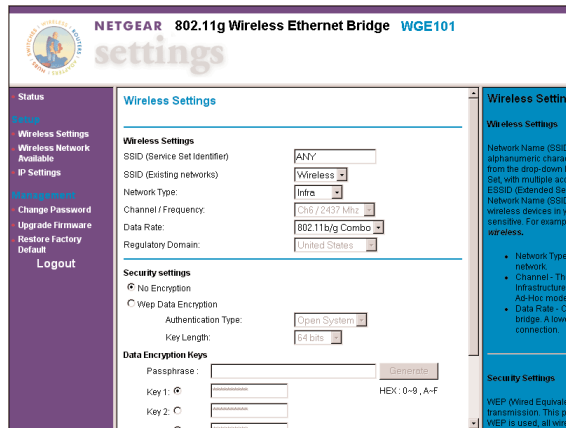 NETGEAR 802.11g Wireless Ethernet Bridge WGE101
settings
Status
Setup
Wireless Settings
Wireless Network
Available
IP Settings
Management
Change Password
Upgrade Firmware
Restore Factory
Default
Logout
Wireless Settings
Wireless Settings
SSID (Service Set Identifier) ANY
SSID (Existing networks) Wireless
Network Type: Infra
Channel / Frequency: Ch6 / 2437 Mhz
Data Rate: 802.11b/g Combo
Regulatory Domain: United States
Security settings
No Encryption
Wep Data Encryption
Authentication Type: Open System
Key Length: 64 bits
Data Encryption Keys
Passphrase : Generate
Key 1: ************ HEX : 0~9 , A~F
Key 2: ************
Wireless Settin
Wireless Settings
Network Name (SSID
alphanumeric chara
from the drop-down
Set, with multiple acc
ESSID (Extended Se
Network Name (SSID
wireless devices in y
sensitive. For examp
wireless.
• Network Type
network.
• Channel - Th
Infrastructure
Ad-Hoc mode
• Data Rate - C
bridge. A low
connection.
Security Settings
WEP (Wired Equivale
transmission. This p
WEP is used, all wire